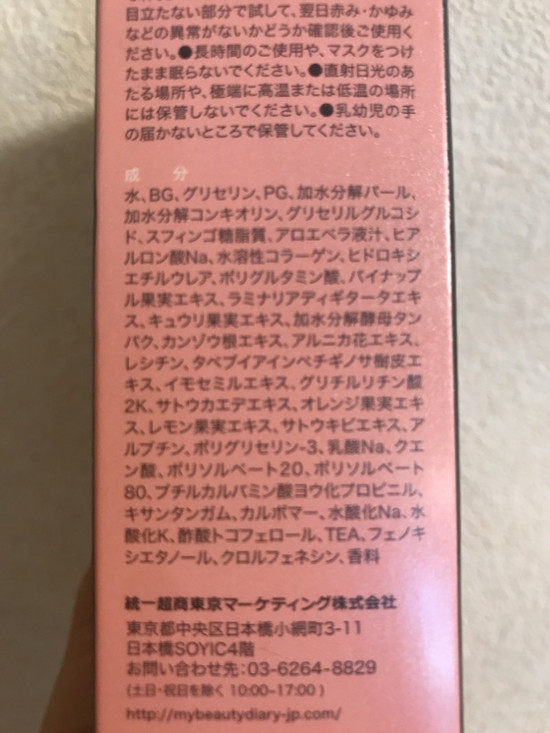 目立たない部分で試して、翌日赤み・かゆみ
などの異常がないかどうか確認後ご使用く
ださい。●長時間のご使用や、マスクをつけ
たまま眠らないでください。●直射日光のあ
たる場所や、極端に高温または低温の場所
には保管しないでください。●乳幼児の手
の届かないところで保管してください。
成 分
水、BG、グリセリン、PG、加水分解パール、
加水分解コンキオリン、グリセリルグルコシ
ド、スフィンゴ糖脂質、アロエベラ液汁、ヒア
ルロン酸Na、水溶性コラーゲン、ヒドロキシ
エチルウレア、ポリグルタミン酸、パイナップ
ル果実エキス、ラミナリアディギタータエキ
ス、キュウリ果実エキス、加水分解酵母タン
パク、カンゾウ根エキス、アルニカ花エキス、
レシチン、タベブイアインペチギノサ樹皮エ
キス、イモセミルエキス、グリチルリチン酸
2K、サトウカエデエキス、オレンジ果実エキ
ス、レモン果実エキス、サトウキビエキス、ア
ルブチン、ポリグリセリン-3、乳酸Na、クエ
ン酸、ポリソルベート20、ポリソルベート
80、ブチルカルバミン酸ヨウ化プロピニル、
キサンタンガム、カルボマー、水酸化Na、水
酸化K、酢酸トコフェロール、TEA、フェノキ
シエタノール、クロルフェネシン、香料
統一超商東京マーケティング株式会社
東京都中央区日本橋小網町3-11
日本橋SOYIC4階
お問い合わせ先:03-6264-8829
(土日・祝日を除く 10:00-17:00 )
http://mybeautydiary-jp.com/